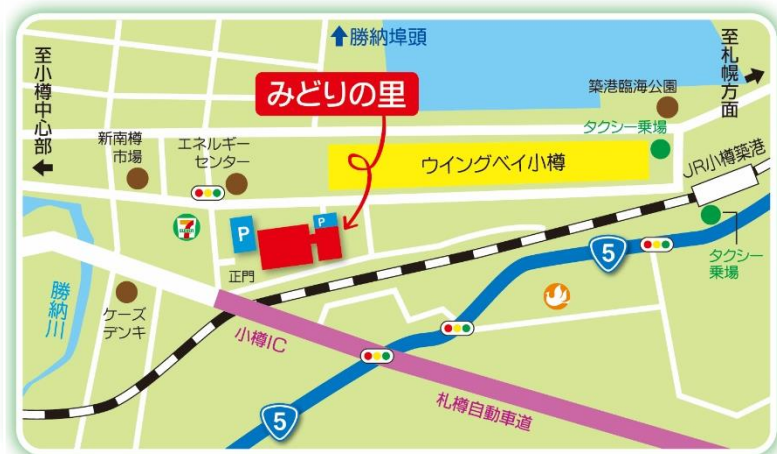 至小樽中心部
勝納埠頭
至札幌方面
みどりの里
築港臨海公園
タクシー乗場
新南樽
市場
エネルギー
センター
ウイングベイ小樽
JR小樽築港
7
P
P
正門
5
タクシー
乗場
勝納川
ケーズ
デンキ
小樽IC
札樽自動車道
5